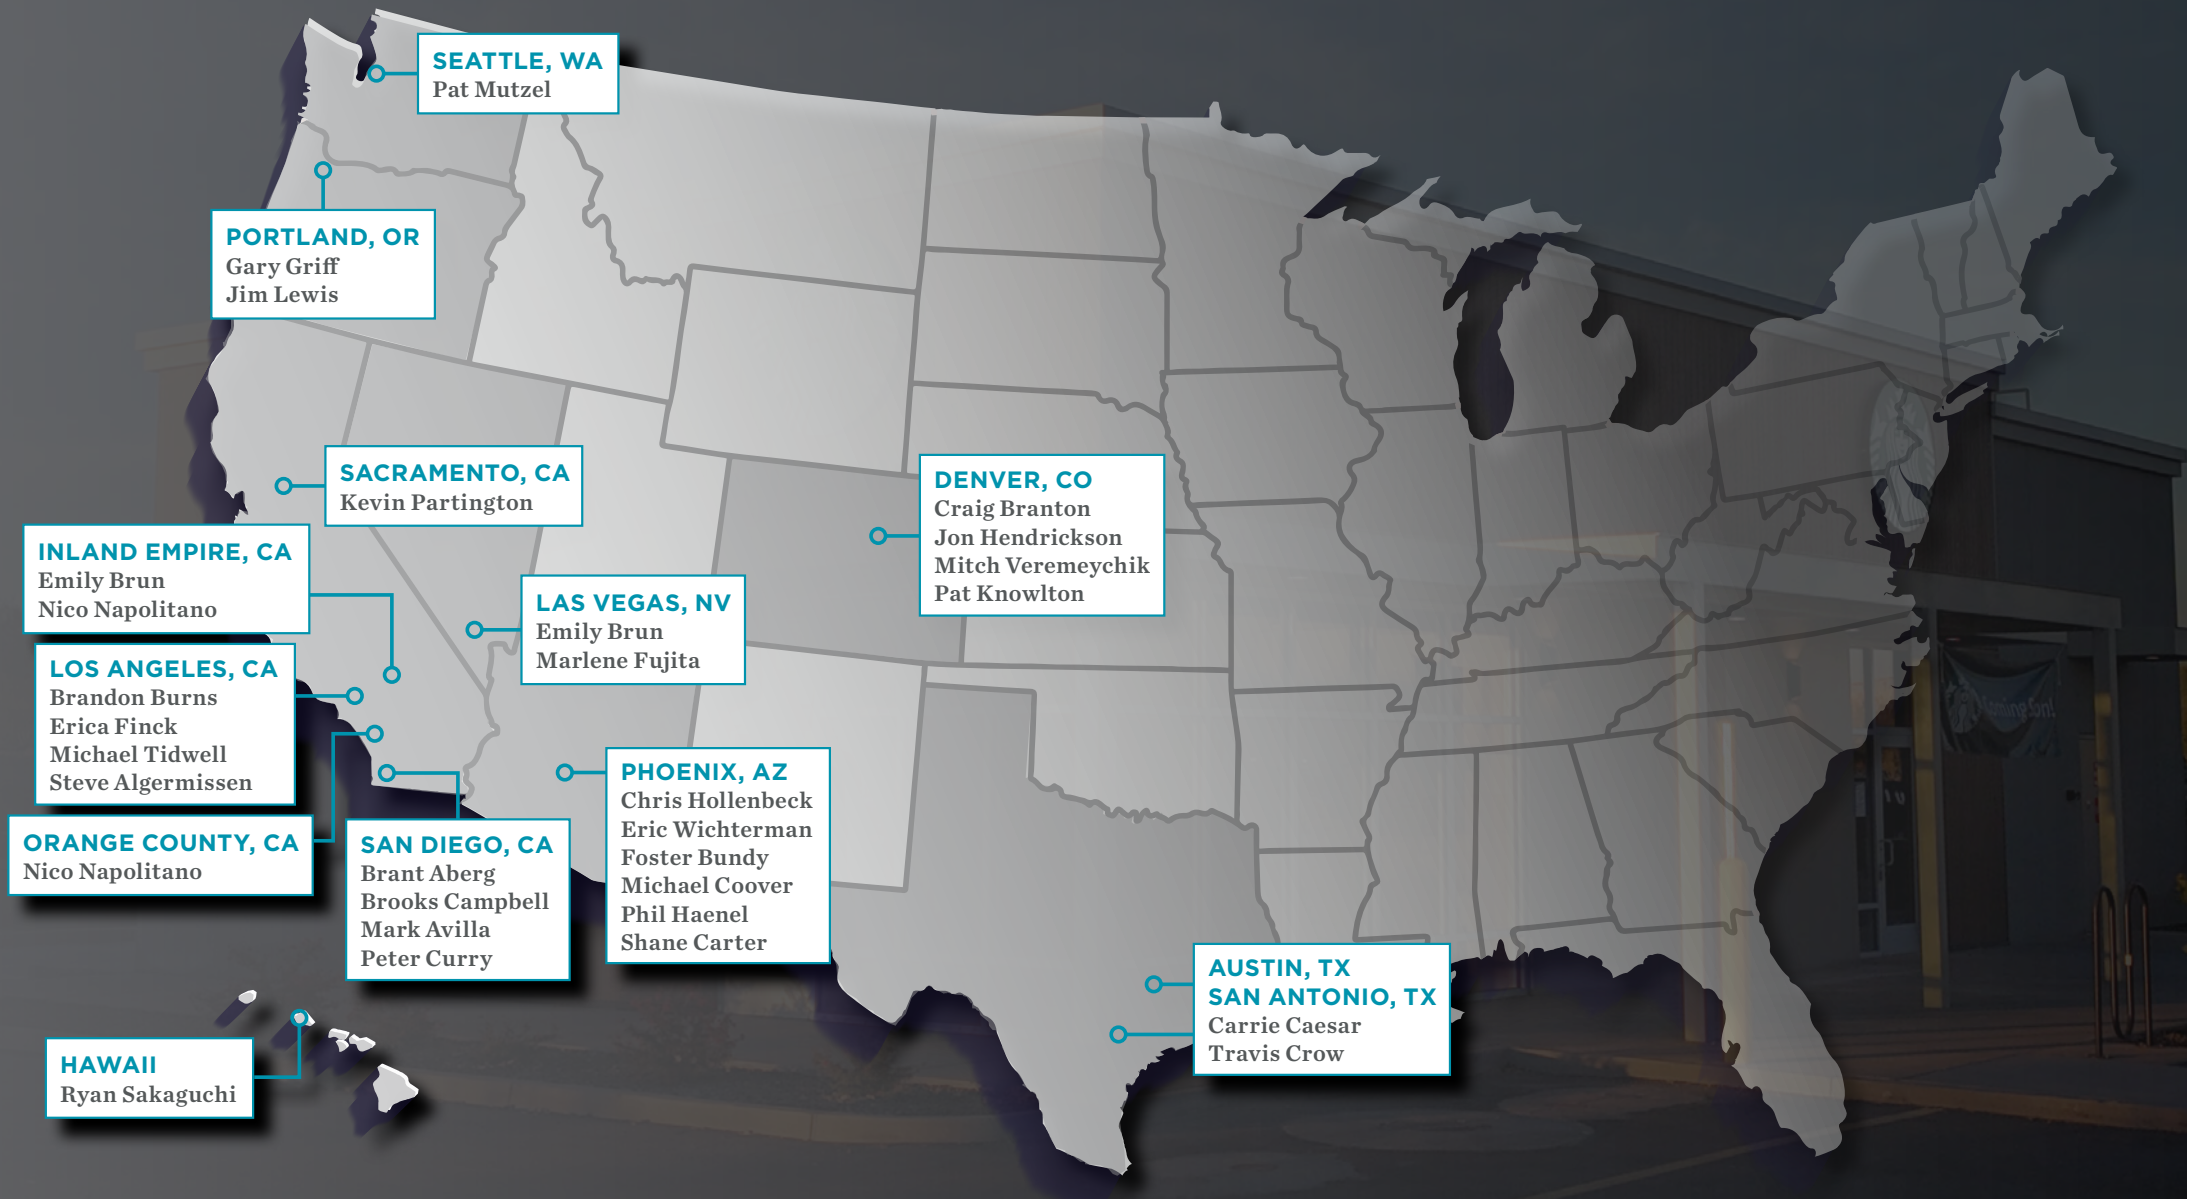 SEATTLE, WA
Pat Mutzel
PORTLAND, OR
Gary Griff
Jim Lewis
SACRAMENTO, CA
Kevin Partington
INLAND EMPIRE, CA
Emily Brun
Nico Napolitano
LOS ANGELES, CA
Brandon Burns
Erica Finck
Michael Tidwell
Steve Algermissen
ORANGE COUNTY, CA
Nico Napolitano
SAN DIEGO, CA
Brant Aberg
Brooks Campbell
Mark Avilla
Peter Curry
LAS VEGAS, NV
Emily Brun
Marlene Fujita
PHOENIX, AZ
Chris Hollenbeck
Eric Wichterman
Foster Bundy
Michael Coover
Phil Haenel
Shane Carter
DENVER, CO
Craig Branton
Jon Hendrickson
Mitch Veremeychik
Pat Knowlton
AUSTIN, TX
SAN ANTONIO, TX
Carrie Caesar
Travis Crow
HAWAII
Ryan Sakaguchi